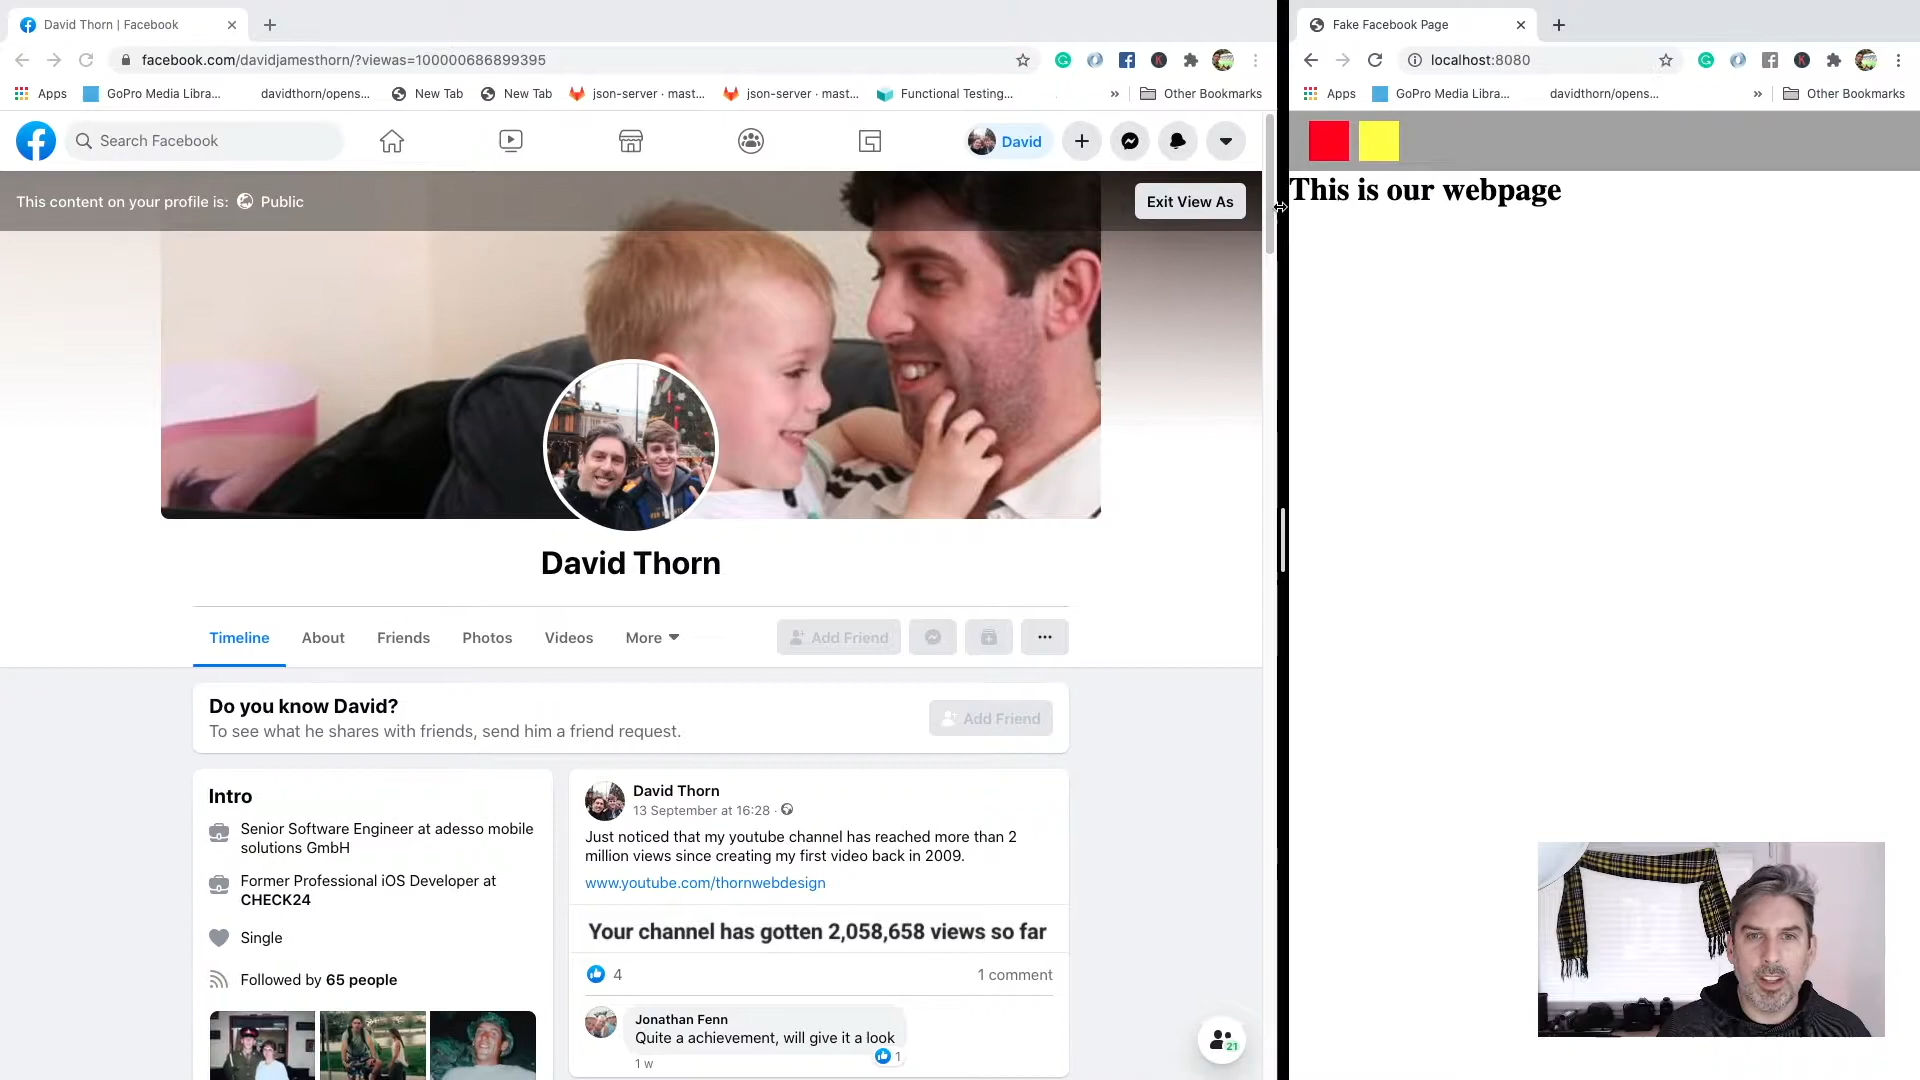 David Thorn | Facebook
facebook.com/davidjamesthorn/?viewas=100000686899395
Apps
GoPro Media Libra...
davidthorn/opens...
New Tab
New Tab
json-server · mast...
json-server · mast...
Functional Testing...
»
Other Bookmarks
Search Facebook
David
This content on your profile is: Public
Exit View As
David Thorn
Timeline
About
Friends
Photos
Videos
More
Add Friend
Do you know David?
To see what he shares with friends, send him a friend request.
Add Friend
Intro
Senior Software Engineer at adesso mobile
solutions GmbH
Former Professional iOS Developer at
CHECK24
Single
Followed by 65 people
David Thorn
13 September at 16:28 ·
Just noticed that my youtube channel has reached more than 2
million views since creating my first video back in 2009.
www.youtube.com/thornwebdesign
Your channel has gotten 2,058,658 views so far
4
1 comment
Jonathan Fenn
Quite a achievement, will give it a look
1
1 w
21
Fake Facebook Page
localhost:8080
Apps
GoPro Media Libra...
davidthorn/opens...
»
Other Bookmarks
This is our webpage